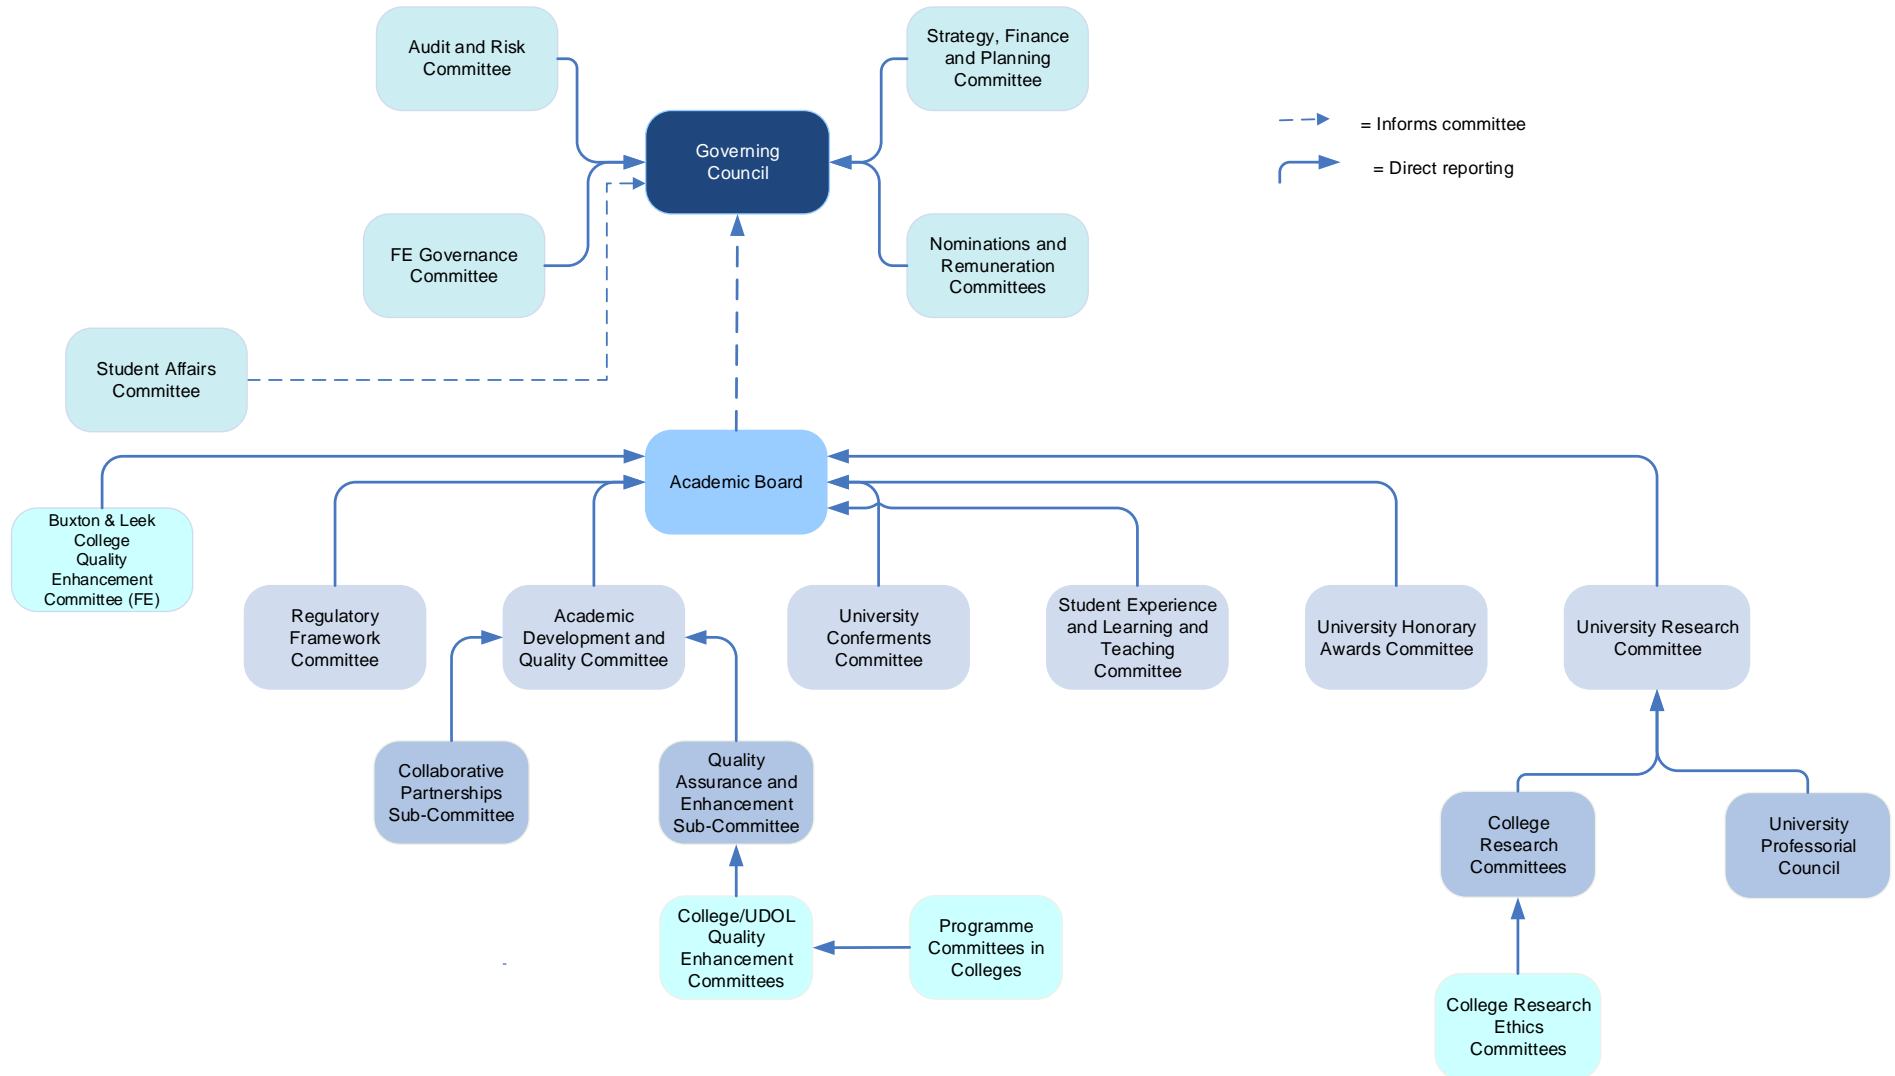 Audit and Risk
Committee
Strategy, Finance
and Planning
Committee
Governing
Council
= Informs committee
= Direct reporting
FE Governance
Committee
Nominations and
Remuneration
Committees
Student Affairs
Committee
Academic Board
Buxton & Leek
College
Quality
Enhancement
Committee (FE)
Regulatory
Framework
Committee
Academic
Development and
Quality Committee
University
Conferments
Committee
Student Experience
and Learning and
Teaching
Committee
University Honorary
Awards Committee
University Research
Committee
Collaborative
Partnerships
Sub-Committee
Quality
Assurance and
Enhancement
Sub-Committee
College
Research
Committees
University
Professorial
Council
College/UDOL
Quality
Enhancement
Committees
Programme
Committees in
Colleges
College Research
Ethics
Committees